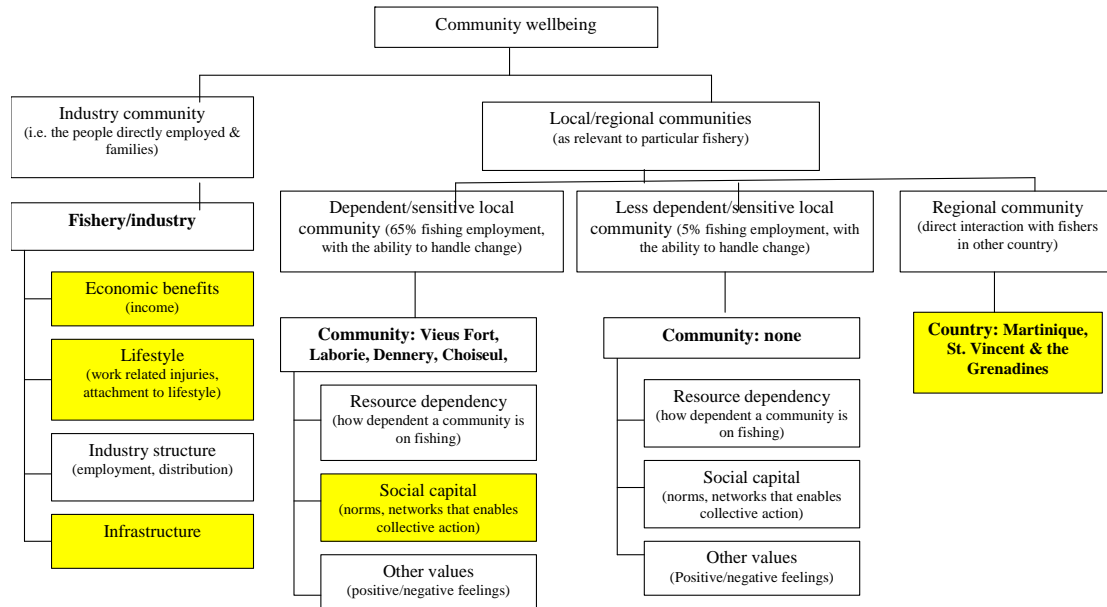 Community wellbeing
Industry community
(i.e. the people directly employed &
families)
Local/regional communities
(as relevant to particular fishery)
Fishery/industry
Economic benefits
(income)
Lifestyle
(work related injuries,
attachment to lifestyle)
Industry structure
(employment, distribution)
Infrastructure
Dependent/sensitive local
community (65% fishing employment,
with the ability to handle change)
Community: Vieus Fort,
Laborie, Dennery, Choiseul,
Resource dependency
(how dependent a community is
on fishing)
Social capital
(norms, networks that enables
collective action)
Other values
(positive/negative feelings)
Less dependent/sensitive local
community (5% fishing employment, with
the ability to handle change)
Community: none
Resource dependency
(how dependent a community is
on fishing)
Social capital
(norms, networks that enables
collective action)
Other values
(Positive/negative feelings)
Regional community
(direct interaction with fishers
in other country)
Country: Martinique,
St. Vincent & the
Grenadines